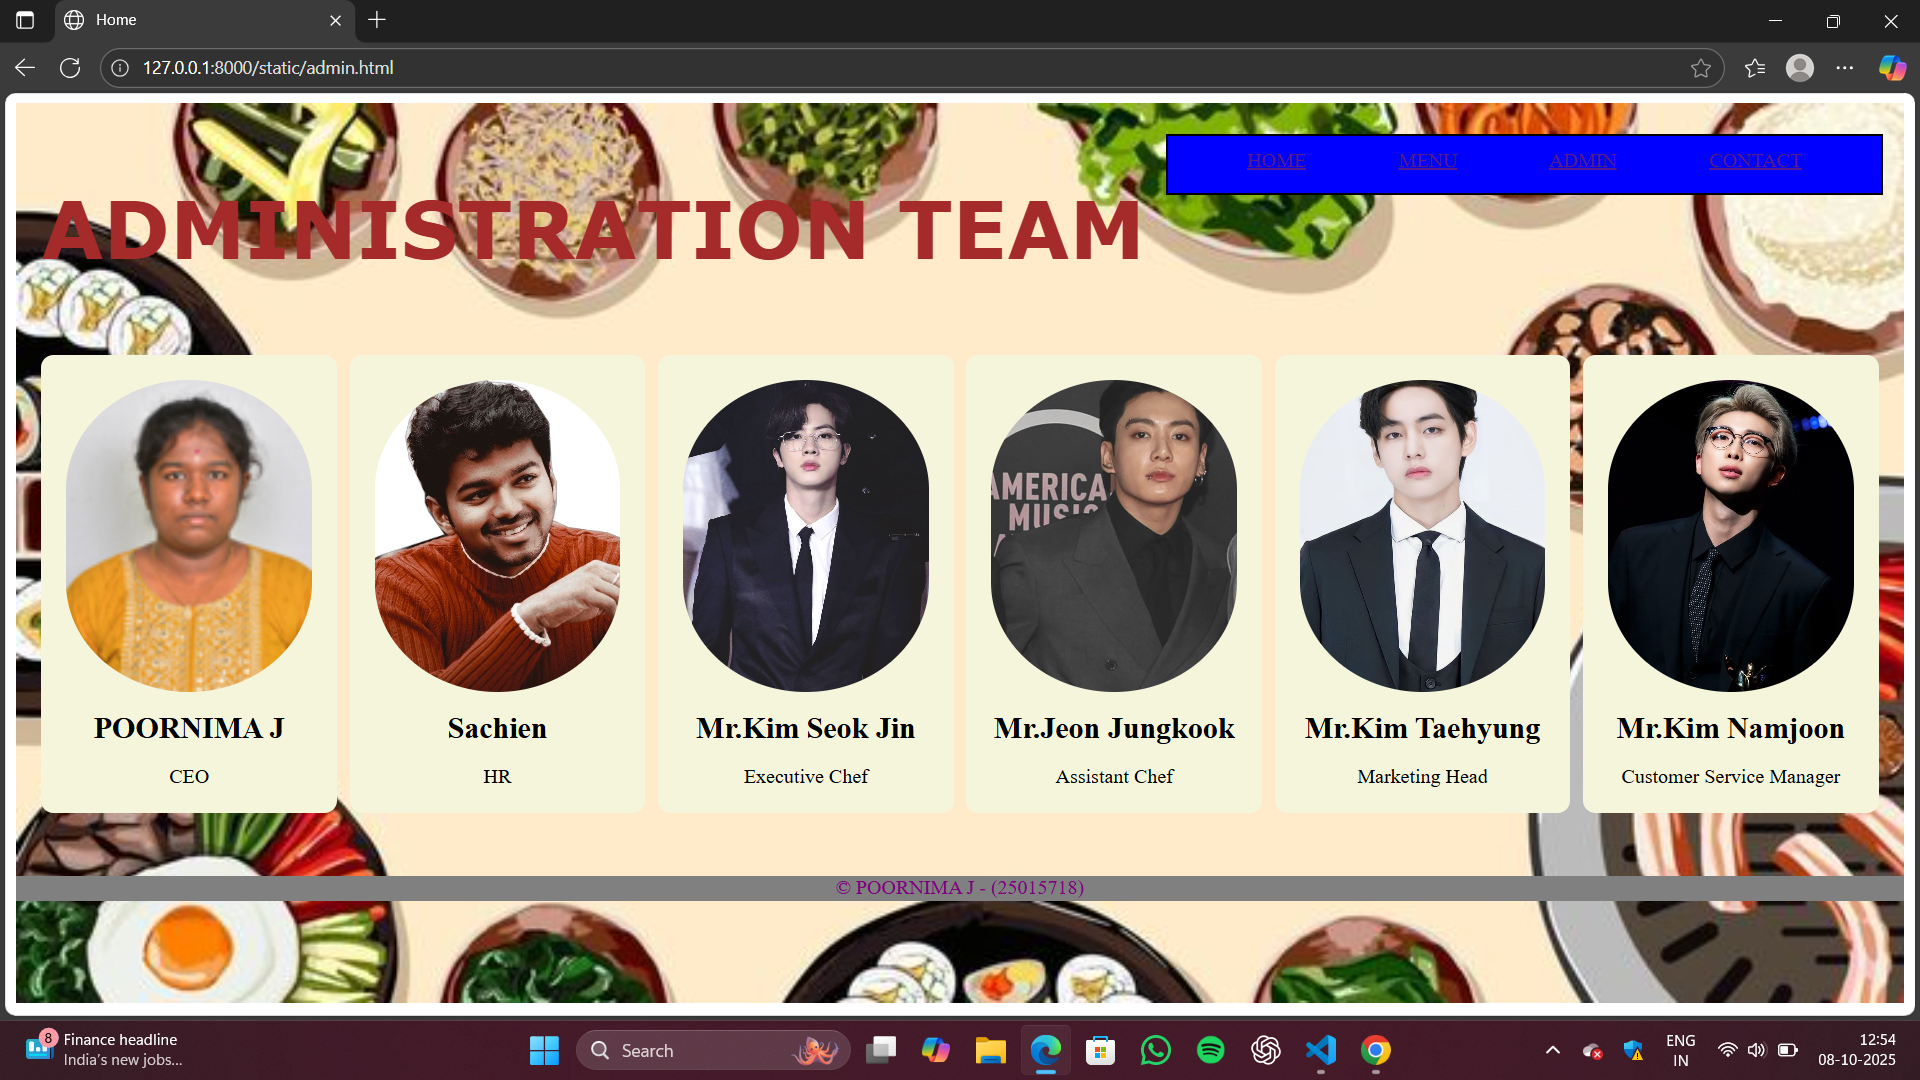 Home
127.0.0.1:8000/static/admin.html
HOME MENU ADMIN CONTACT
ADMINISTRATION TEAM
AMERICA
MUSIC
POORNIMA J
CEO
Sachien
HR
Mr.Kim Seok Jin
Executive Chef
Mr.Jeon Jungkook
Assistant Chef
Mr.Kim Taehyung
Marketing Head
Mr.Kim Namjoon
Customer Service Manager
© POORNIMA J - (25015718)
8
Finance headline
India's new jobs...
Search
ENG
IN
12:54
08-10-2025